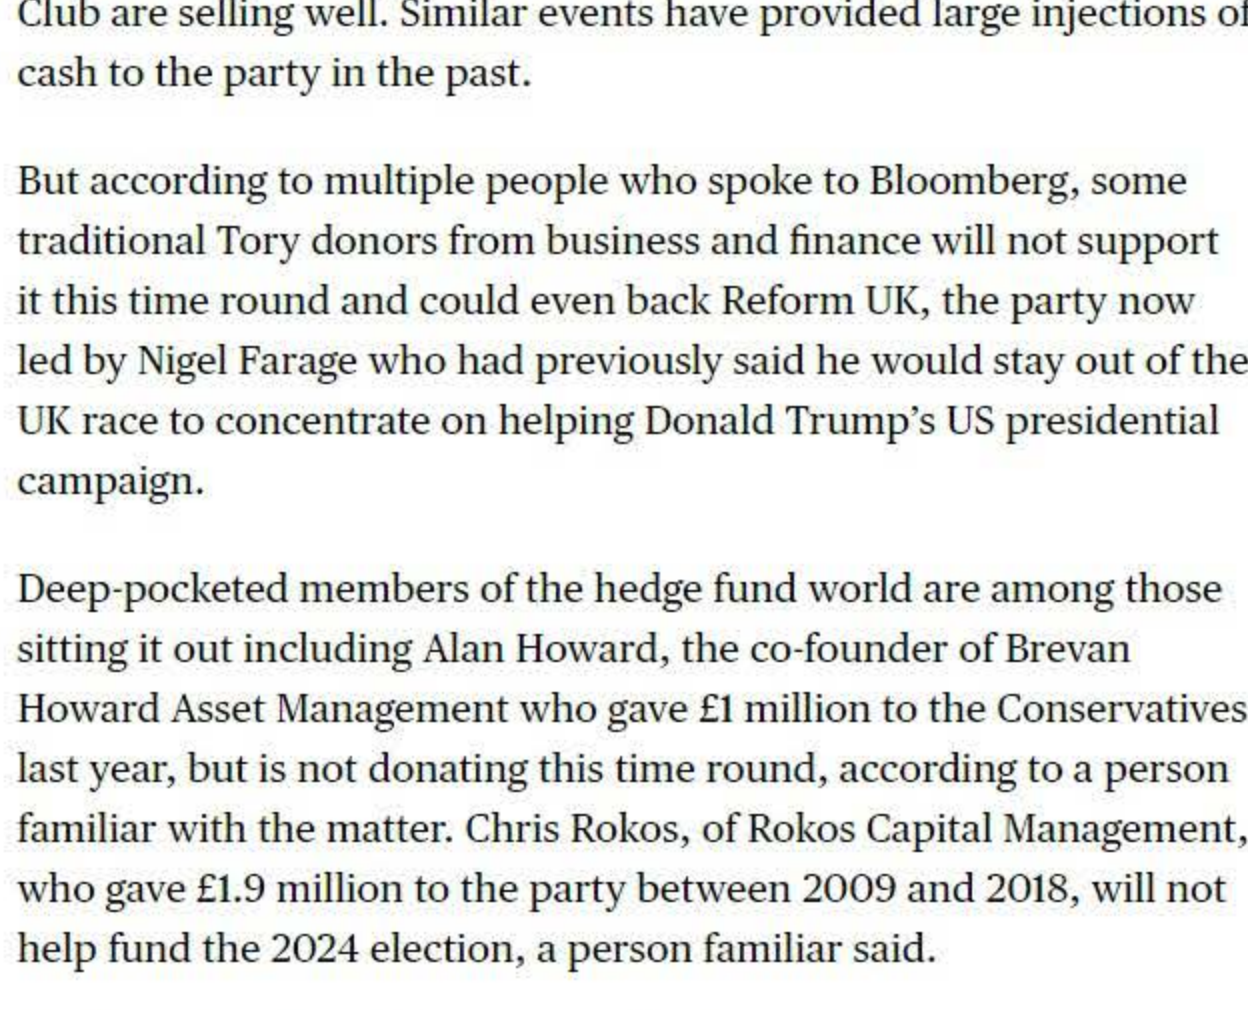 Club are selling well. Similar events have provided large injections of
cash to the party in the past.
But according to multiple people who spoke to Bloomberg, some
traditional Tory donors from business and finance will not support
it this time round and could even back Reform UK, the party now
led by Nigel Farage who had previously said he would stay out of the
UK race to concentrate on helping Donald Trump’s US presidential
campaign.
Deep-pocketed members of the hedge fund world are among those
sitting it out including Alan Howard, the co-founder of Brevan
Howard Asset Management who gave £1 million to the Conservatives
last year, but is not donating this time round, according to a person
familiar with the matter. Chris Rokos, of Rokos Capital Management,
who gave £1.9 million to the party between 2009 and 2018, will not
help fund the 2024 election, a person familiar said.